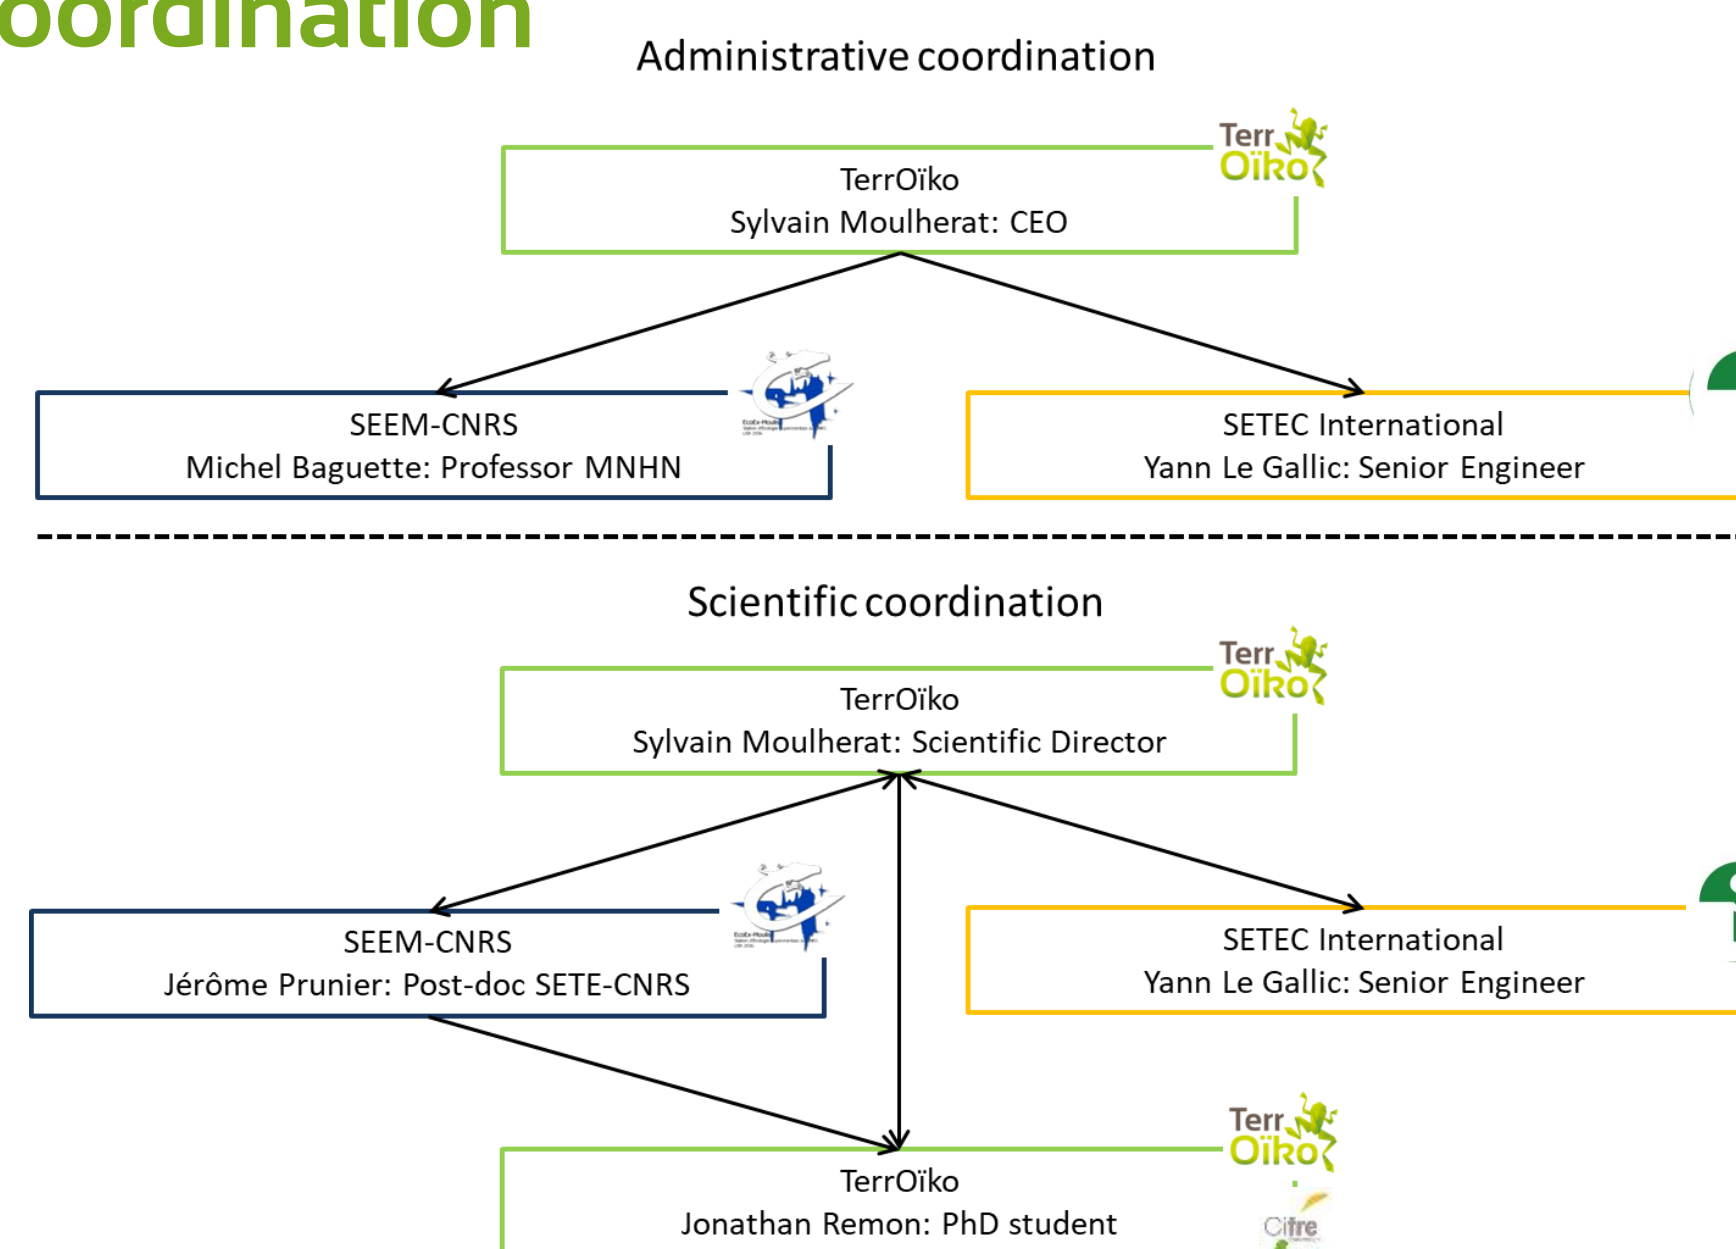 oordination
Administrative coordination
Terr
Oïko
TerrOïko
Sylvain Moulherat: CEO
SEEM-CNRS
Michel Baguette: Professor MNHN
SETEC International
Yann Le Gallic: Senior Engineer
Scientific coordination
Terr
Oïko
TerrOïko
Sylvain Moulherat: Scientific Director
SEEM-CNRS
Jérôme Prunier: Post-doc SETE-CNRS
SETEC International
Yann Le Gallic: Senior Engineer
Terr
Oïko
TerrOïko
Jonathan Remon: PhD student
Cifre